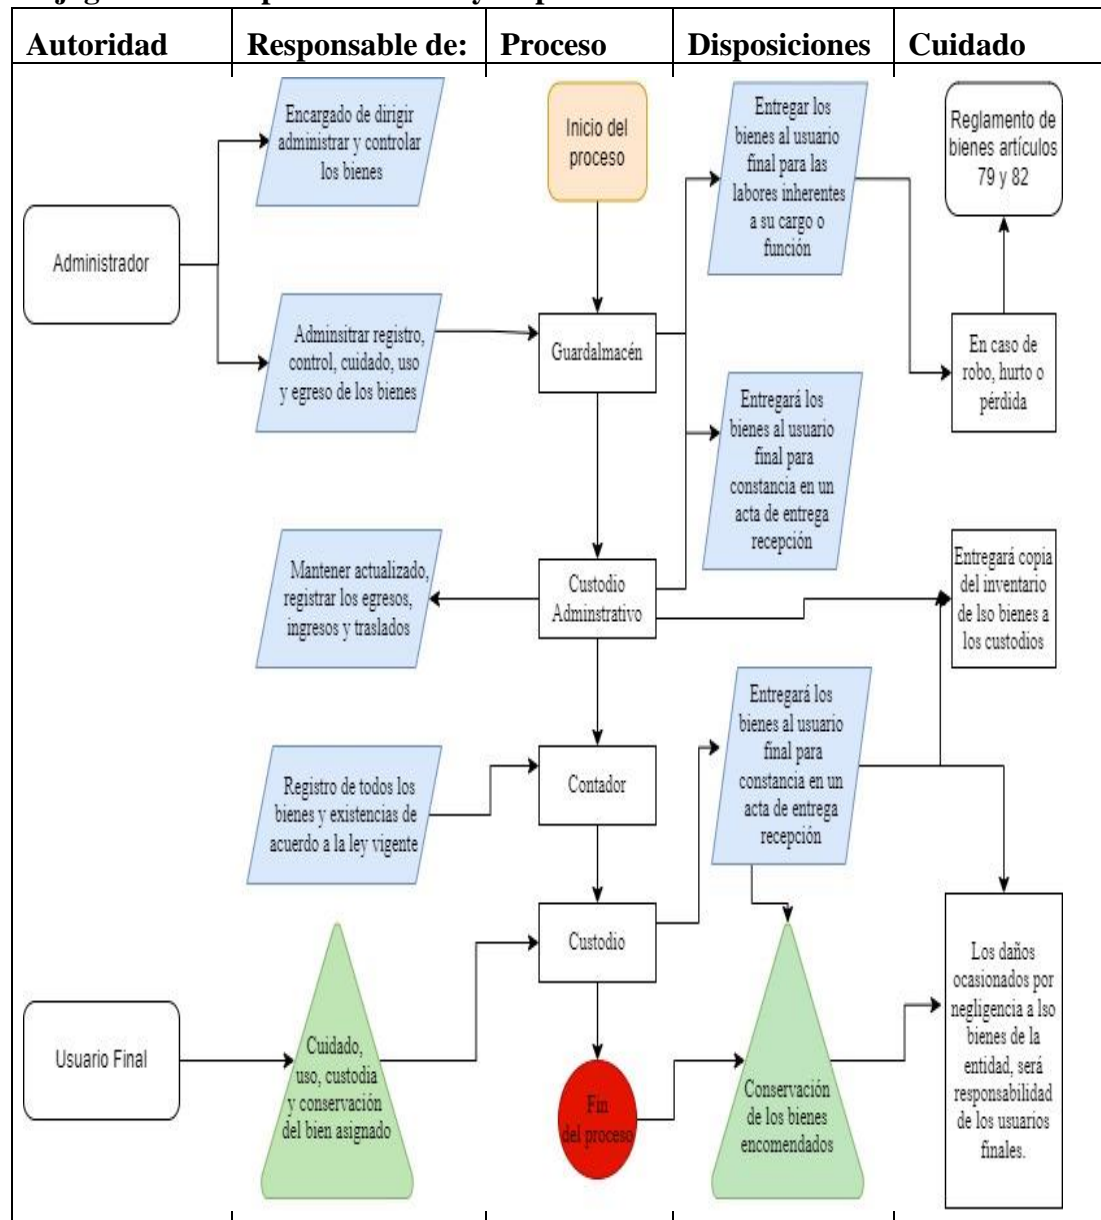 Autoridad
Responsable de:
Proceso
Disposiciones
Cuidado
Encargado de dirigir
administrar y controlar
los bienes
Inicio del
proceso
Entregar los
bienes al usuario
final para las
labores inherentes
a su cargo o
función
Reglamento de
bienes artículos
79 y 82
Administrador
Adminsitrar registro,
control, cuidado, uso
y egreso de los bienes
Guardalmacén
En caso de
robo, hurto o
pérdida
Entregará los
bienes al usuario
final para
constancia en un
acta de entrega
recepción
Mantener actualizado,
registrar los egresos,
ingresos y traslados
Custodio
Adminstrativo
Entregará copia
del inventario
de lso bienes a
los custodios
Entregará los
bienes al usuario
final para
constancia en un
acta de entrega
recepción
Registro de todos los
bienes y existencias de
acuerdo a la ley vigente
Contador
Custodio
Los daños
ocasionados por
negligencia a lso
bienes de la
entidad, será
responsabilidad
de los usuarios
finales.
Usuario Final
Cuidado,
uso, custodia
y conservación
del bien asignado
Fin
del proceso
Conservación
de los bienes
encomendados